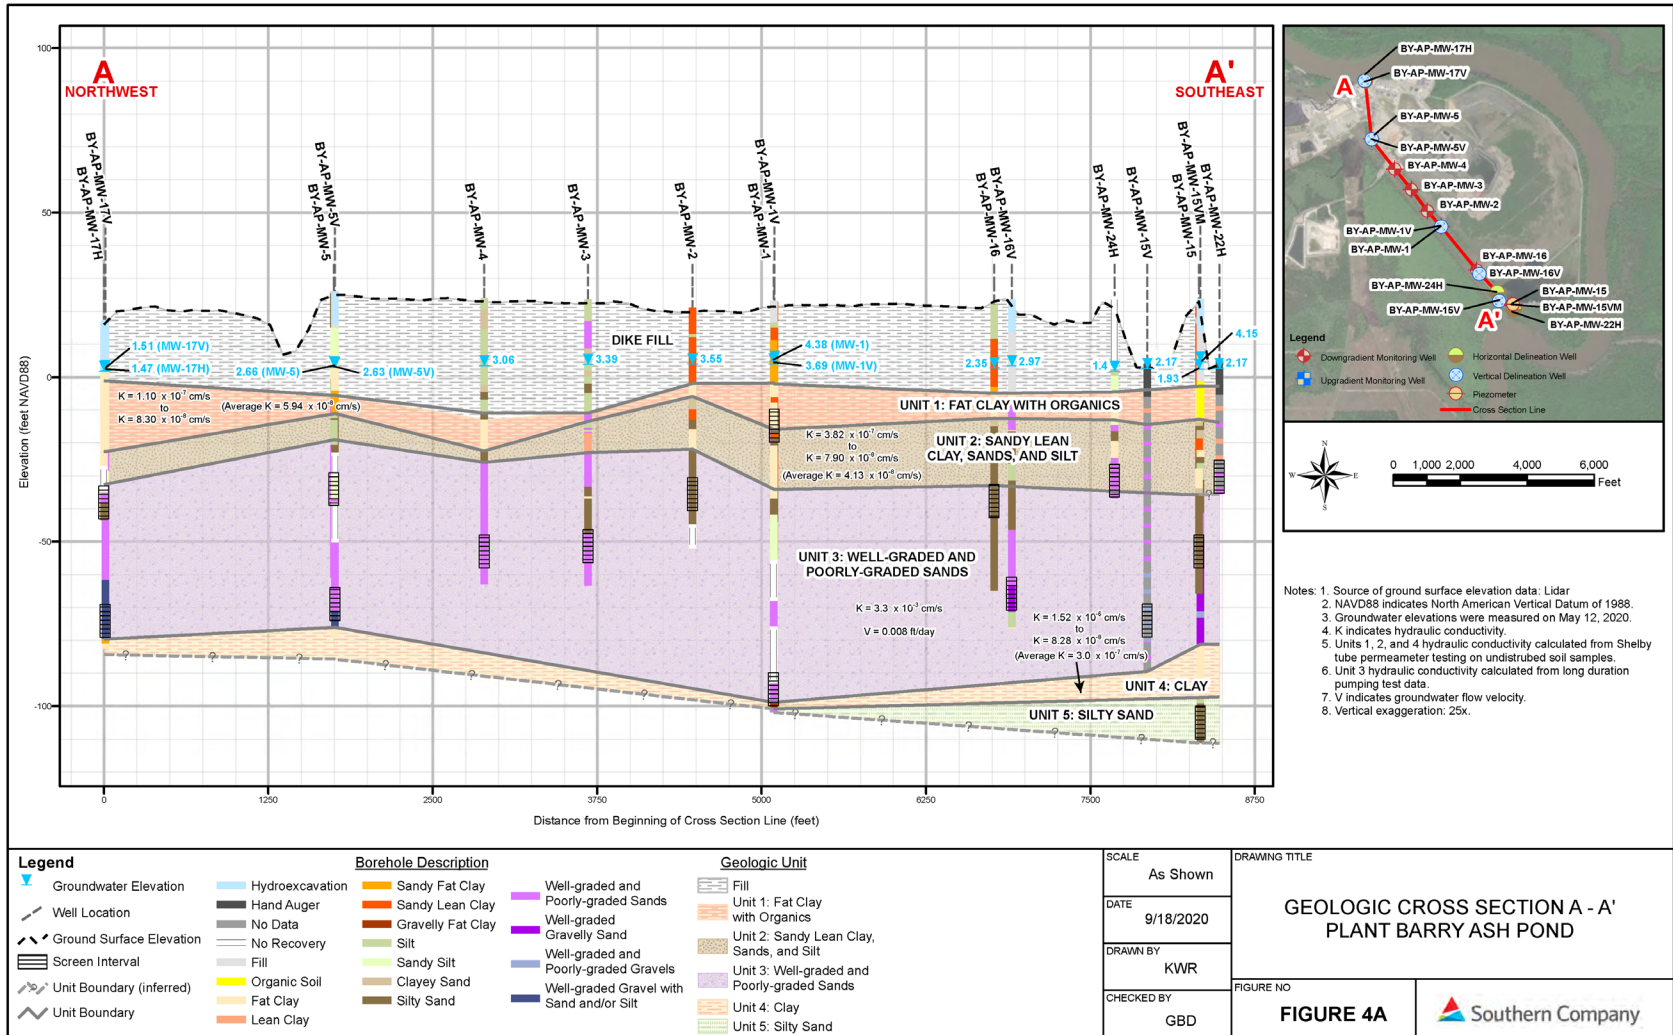 A
NORTHWEST
A'
SOUTHEAST
100
50
0
-50
-100
Elevation (feet NAVD88)
BY-AP-MW-17V
BY-AP-MW-17H
BY-AP-MW-5V
BY-AP-MW-5
BY-AP-MW-4
BY-AP-MW-3
BY-AP-MW-2
BY-AP-MW-1V
BY-AP-MW-1
BY-AP-MW-16V
BY-AP-MW-16
BY-AP-MW-24H
BY-AP-MW-15V
BY-AP-MW-15VM
BY-AP-MW-15
BY-AP-MW-22H
DIKE FILL
1.51 (MW-17V)
1.47 (MW-17H)
2.66 (MW-5)
2.63 (MW-5V)
3.06
3.39
3.55
4.38 (MW-1)
3.69 (MW-1V)
2.35
2.97
1.4
2.17
1.93
4.15
2.17
K = 1.10 x 10-7 cm/s
to
K = 8.30 x 10-8 cm/s
(Average K = 5.94 x 10-8 cm/s)
UNIT 1: FAT CLAY WITH ORGANICS
K = 3.82 x 10-7 cm/s
to
K = 7.90 x 10-8 cm/s
(Average K = 4.13 x 10-8 cm/s)
UNIT 2: SANDY LEAN
CLAY, SANDS, AND SILT
UNIT 3: WELL-GRADED AND
POORLY-GRADED SANDS
K = 3.3 x 10-3 cm/s
V = 0.008 ft/day
K = 1.52 x 10-6 cm/s
to
K = 8.28 x 10-8 cm/s
(Average K = 3.0 x 10-7 cm/s)
UNIT 4: CLAY
UNIT 5: SILTY SAND
? ? ? ? ? ? ? ? ? ? ? ? ? ? ?
0 1250 2500 3750 5000 6250 7500 8750
Distance from Beginning of Cross Section Line (feet)
BY-AP-MW-17H
BY-AP-MW-17V
A
BY-AP-MW-5
BY-AP-MW-5V
BY-AP-MW-4
BY-AP-MW-3
BY-AP-MW-2
BY-AP-MW-1V
BY-AP-MW-1
BY-AP-MW-16
BY-AP-MW-16V
BY-AP-MW-24H
BY-AP-MW-15
BY-AP-MW-15VM
BY-AP-MW-15V
A'
BY-AP-MW-22H
Legend
Downgradient Monitoring Well
Upgradient Monitoring Well
Horizontal Delineation Well
Vertical Delineation Well
Piezometer
Cross Section Line
N
W E
S
0 1,000 2,000 4,000 6,000
Feet
Notes: 1. Source of ground surface elevation data: Lidar
2. NAVD88 indicates North American Vertical Datum of 1988.
3. Groundwater elevations were measured on May 12, 2020.
4. K indicates hydraulic conductivity.
5. Units 1, 2, and 4 hydraulic conductivity calculated from Shelby
tube permeameter testing on undistrubed soil samples.
6. Unit 3 hydraulic conductivity calculated from long duration
pumping test data.
7. V indicates groundwater flow velocity.
8. Vertical exaggeration: 25x.
Legend
Groundwater Elevation
Well Location
Ground Surface Elevation
Screen Interval
Unit Boundary (inferred)
Unit Boundary
Borehole Description
Hydroexcavation
Hand Auger
No Data
No Recovery
Fill
Organic Soil
Fat Clay
Lean Clay
Sandy Fat Clay
Sandy Lean Clay
Gravelly Fat Clay
Silt
Sandy Silt
Clayey Sand
Silty Sand
Well-graded and
Poorly-graded Sands
Well-graded
Gravelly Sand
Well-graded and
Poorly-graded Gravels
Well-graded Gravel with
Sand and/or Silt
Geologic Unit
Fill
Unit 1: Fat Clay
with Organics
Unit 2: Sandy Lean Clay,
Sands, and Silt
Unit 3: Well-graded and
Poorly-graded Sands
Unit 4: Clay
Unit 5: Silty Sand
SCALE
As Shown
DATE
9/18/2020
DRAWN BY
KWR
CHECKED BY
GBD
DRAWING TITLE
GEOLOGIC CROSS SECTION A - A'
PLANT BARRY ASH POND
FIGURE NO
FIGURE 4A
Southern Company